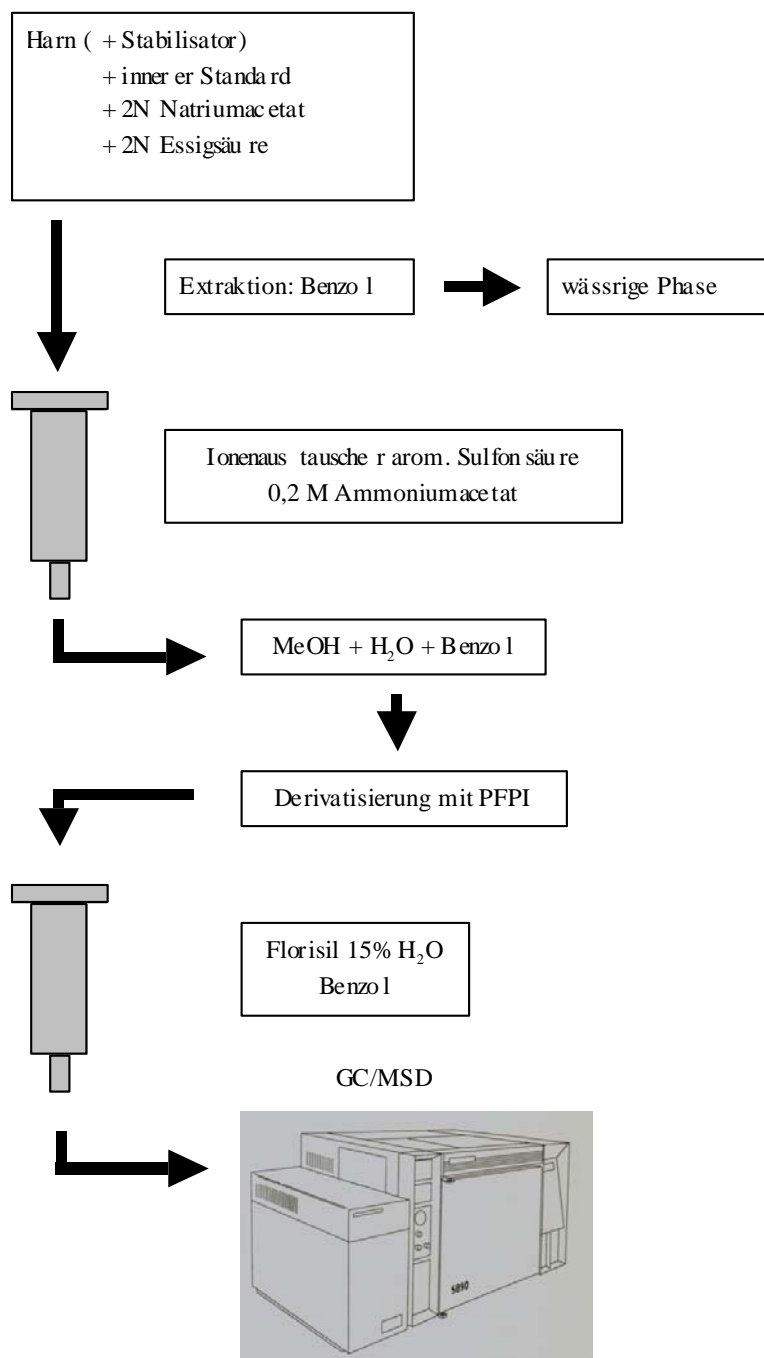 Harn ( + Stabilisator)
+ innerer Standard
+ 2N Natriumacetat
+ 2N Essigsäure
Extraktion: Benzol
wässrige Phase
Ionenaustauscher arom. Sulfonsäure
0,2 M Ammoniumacetat
MeOH + H₂O + Benzol
Derivatisierung mit PFPI
Florisil 15% H₂O
Benzol
GC/MSD
5890